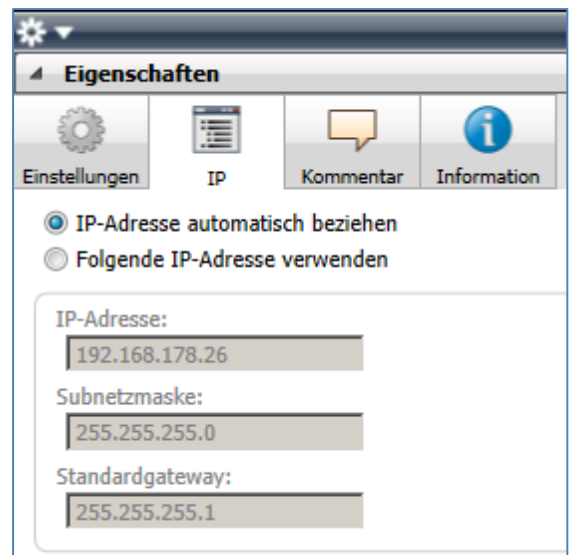 Eigenschaften
Einstellungen IP Kommentar Information
IP-Adresse automatisch beziehen
Folgende IP-Adresse verwenden
IP-Adresse:
192.168.178.26
Subnetzmaske:
255.255.255.0
Standardgateway:
255.255.255.1